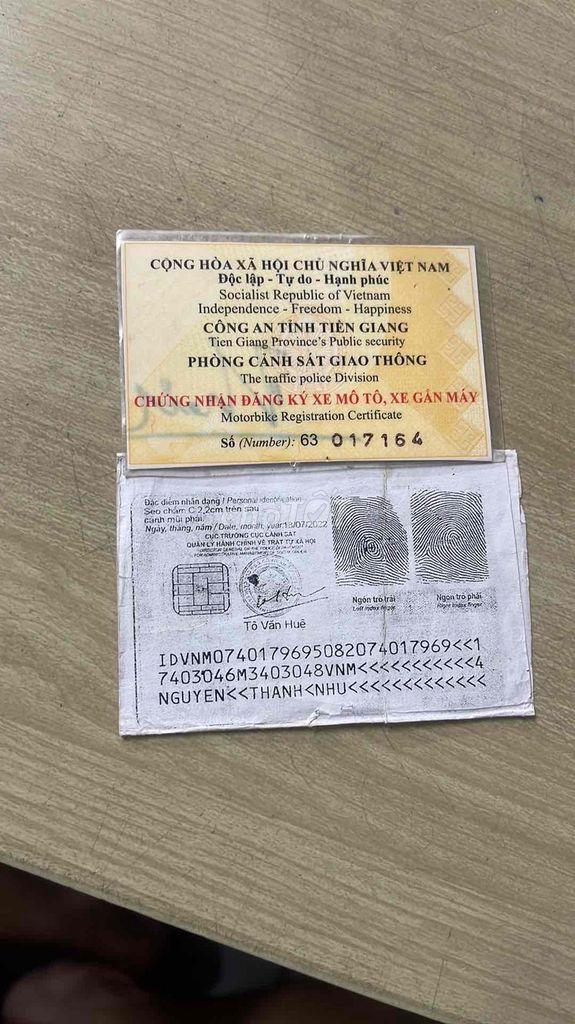 CỘNG HÒA XÃ HỘI CHỦ NGHĨA VIỆT NAM
Độc lập - Tự do - Hạnh phúc
Socialist Republic of Vietnam
Independence - Freedom - Happiness
CÔNG AN TỈNH TIỀN GIANG
Tien Giang Province's Public security
PHÒNG CẢNH SÁT GIAO THÔNG
The traffic police Division
CHỨNG NHẬN ĐĂNG KÝ XE MÔ TÔ, XE GẮN MÁY
Motorbike Registration Certificate
Số (Number): 63 017164
Đặc điểm nhân dạng / Personal identification
Sẹo chấm C 2,2cm trên sau
cánh mũi phải
Ngày, tháng, năm / Date, month, year: 18/07/2022
CỤC TRƯỞNG CỤC CẢNH SÁT
QUẢN LÝ HÀNH CHÍNH VỀ TRẬT TỰ XÃ HỘI
Tô Văn Huệ
Ngón trỏ trái
Left index finger
Ngón trỏ phải
Right index finger
IDVNM0740179695082074017969<<1
7403046M3403048VNM<<<<<<<<<<<4
NGUYEN<<THANH<NHU<<<<<<<<<<<<<